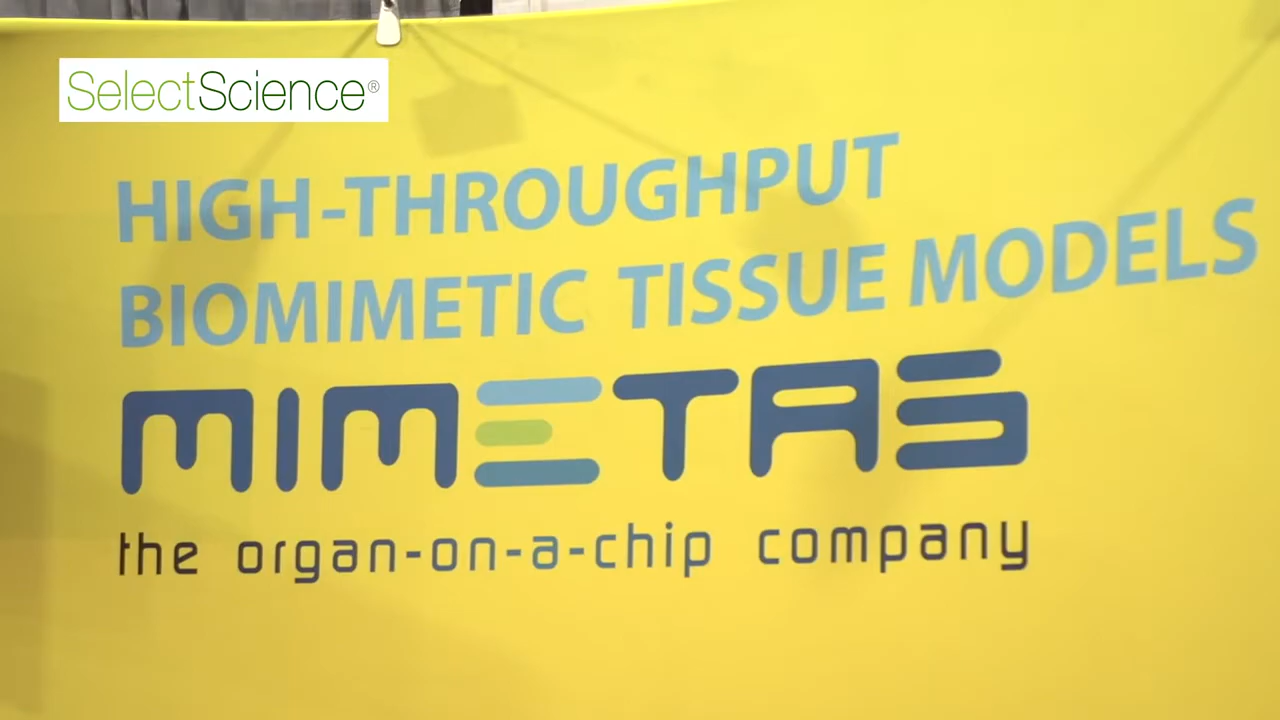 SelectScience®
HIGH-THROUGHPUT
BIOMIMETIC TISSUE MODELS
MIMETAS
the organ-on-a-chip company